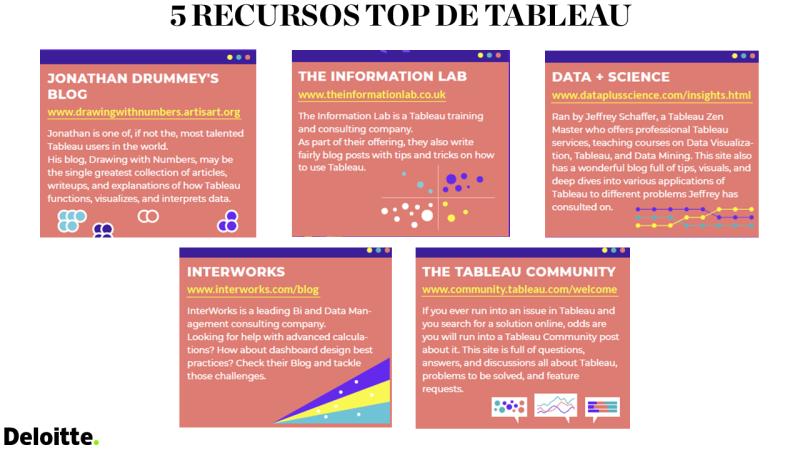 5 RECURSOS TOP DE TABLEAU
JONATHAN DRUMMEY'S
BLOG
www.drawingwithnumbers.artisart.org
Jonathan is one of, if not the, most talented
Tableau users in the world.
His blog, Drawing with Numbers, may be
the single greatest collection of articles,
writeups, and explanations of how Tableau
functions, visualizes, and interprets data.
THE INFORMATION LAB
www.theinformationlab.co.uk
The Information Lab is a Tableau training
and consulting company.
As part of their offering, they also write
fairly blog posts with tips and tricks on how
to use Tableau.
DATA + SCIENCE
www.dataplusscience.com/insights.html
Ran by Jeffrey Schaffer, a Tableau Zen
Master who offers professional Tableau
services, teaching courses on Data Visualiza-
tion, Tableau, and Data Mining. This site also
has a wonderful blog full of tips, visuals, and
deep dives into various applications of
Tableau to different problems Jeffrey has
consulted on.
INTERWORKS
www.interworks.com/blog
InterWorks is a leading Bi and Data Man-
agement consulting company.
Looking for help with advanced calcula-
tions? How about dashboard design best
practices? Check their Blog and tackle
those challenges.
THE TABLEAU COMMUNITY
www.community.tableau.com/welcome
If you ever run into an issue in Tableau and
you search for a solution online, odds are
you will run into a Tableau Community post
about it. This site is full of questions,
answers, and discussions all about Tableau,
problems to be solved, and feature
requests.
Deloitte.